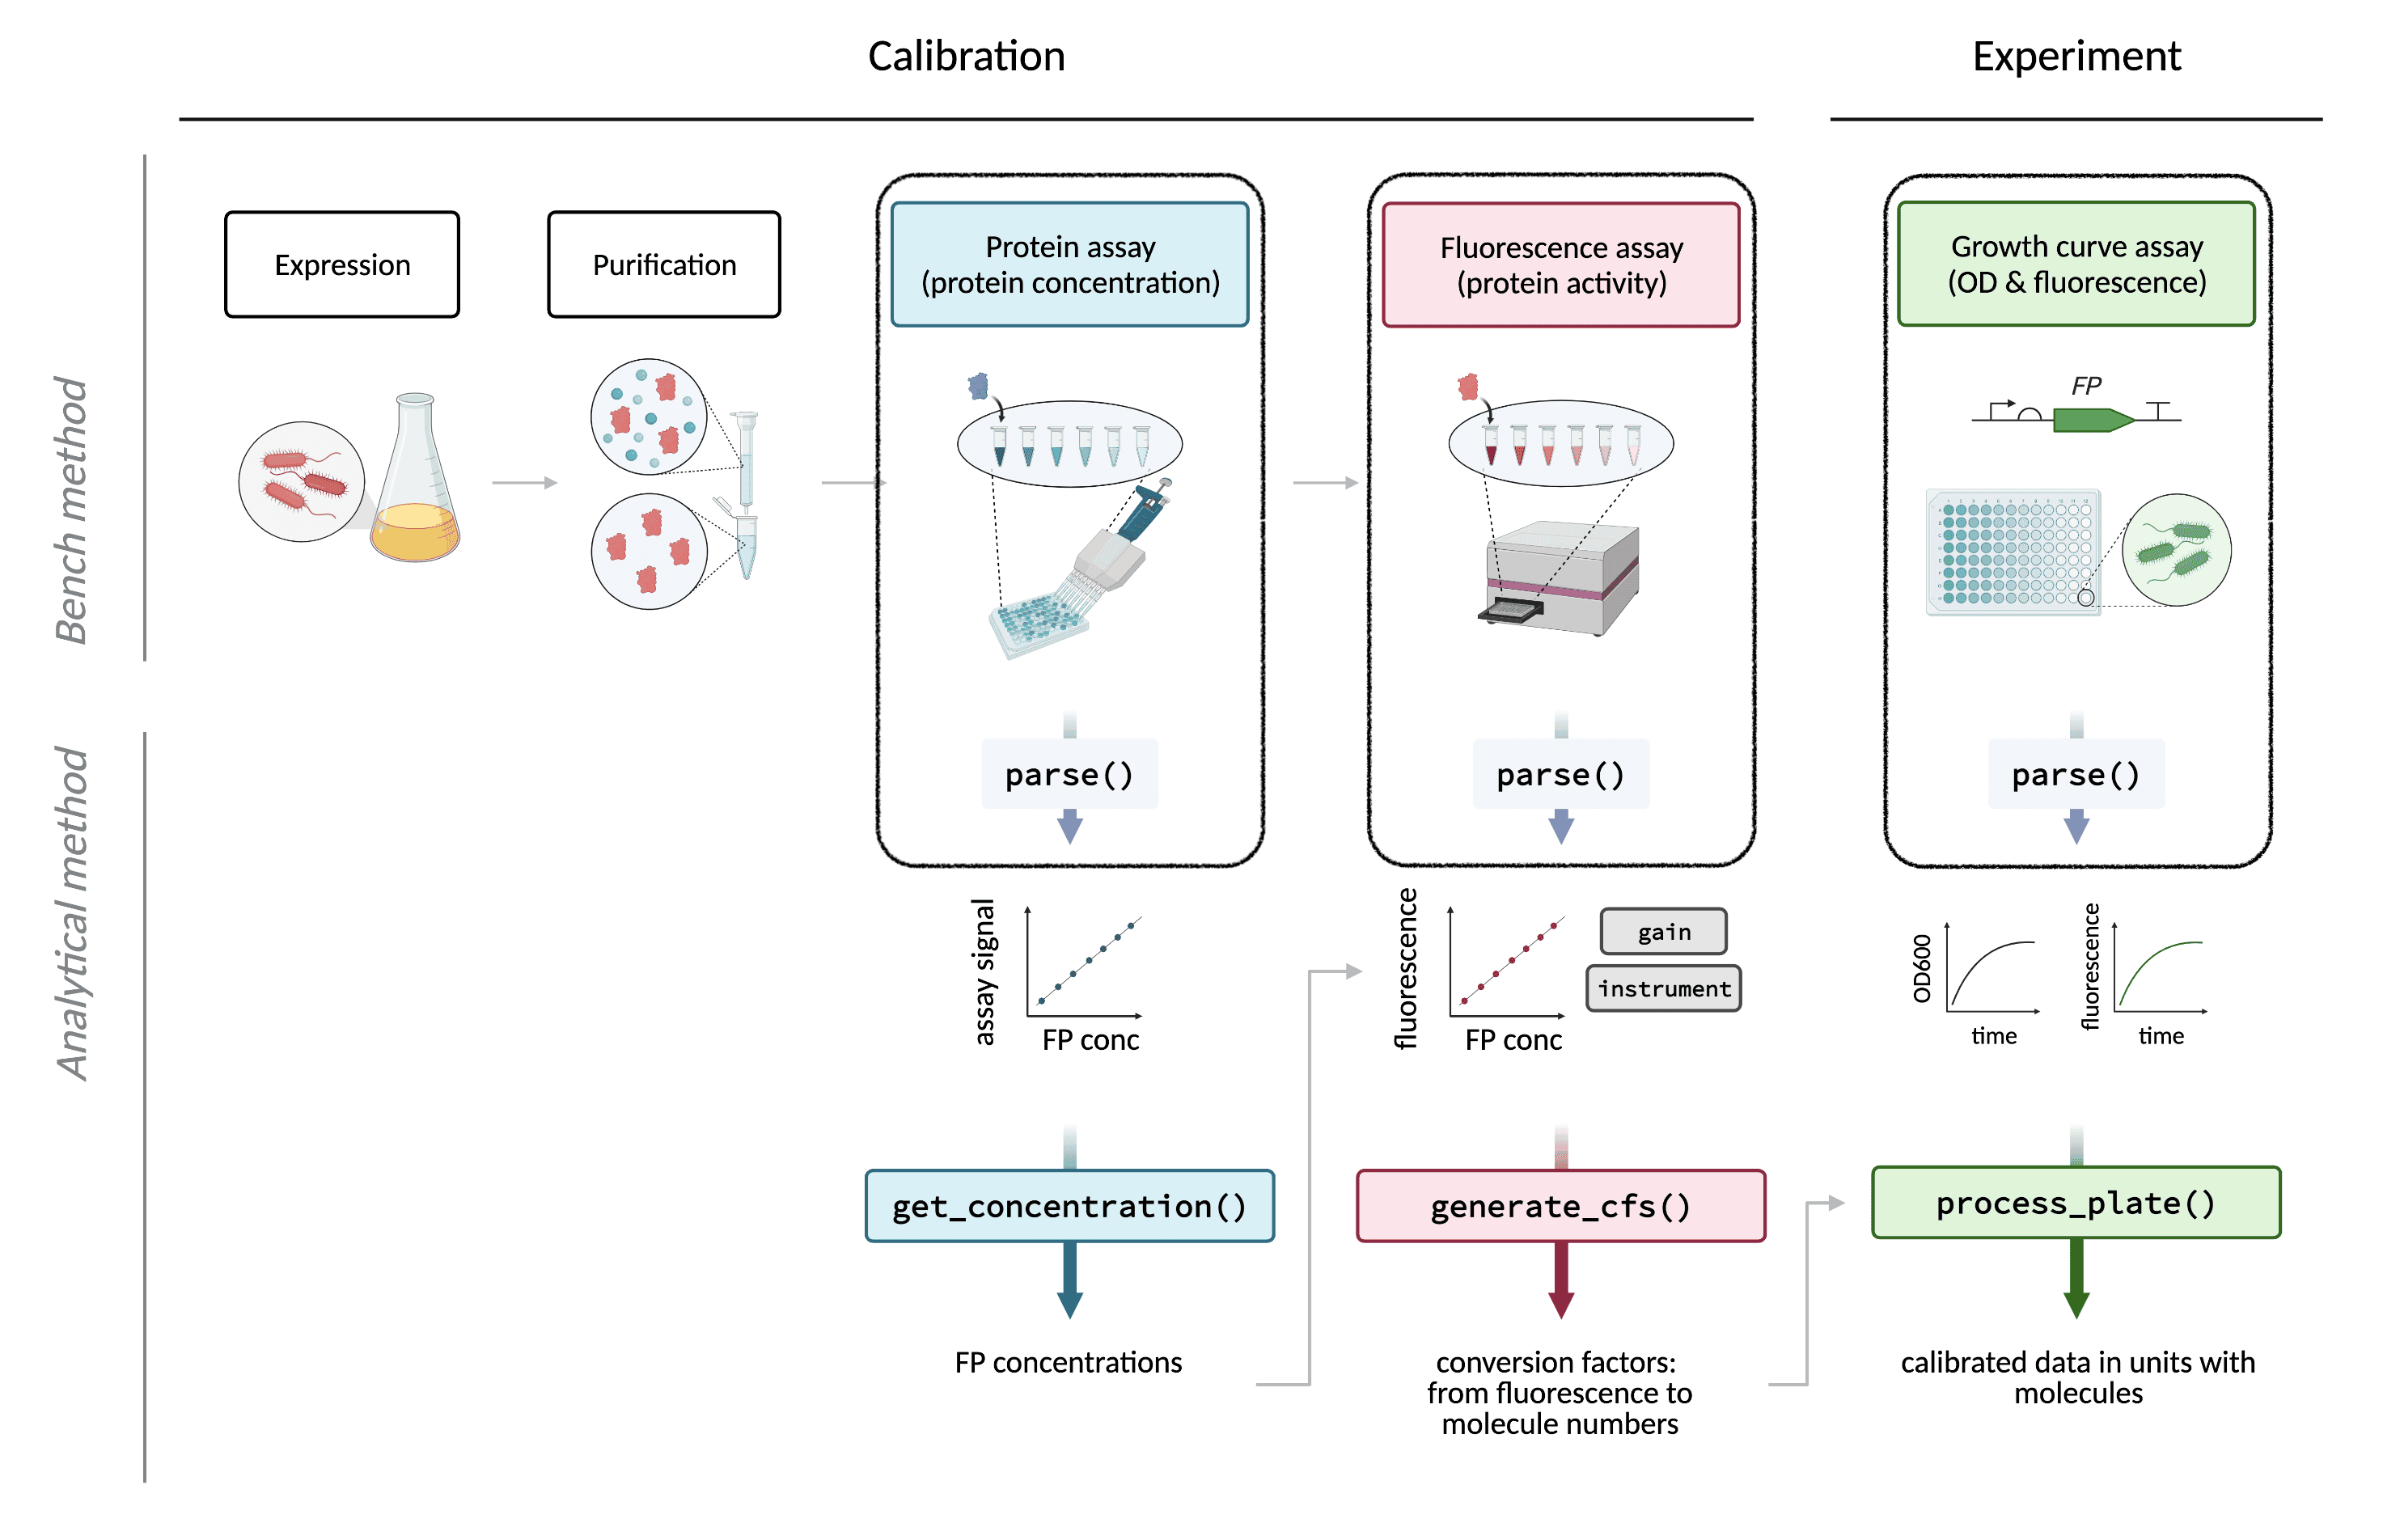 Calibration
Experiment
Bench method
Expression
Purification
Protein assay
(protein concentration)
Fluorescence assay
(protein activity)
Growth curve assay
(OD & fluorescence)
FP
Analytical method
parse()
parse()
parse()
assay signal
FP conc
fluorescence
FP conc
gain
instrument
OD600
time
fluorescence
time
get_concentration()
generate_cfs()
process_plate()
FP concentrations
conversion factors:
from fluorescence to
molecule numbers
calibrated data in units with
molecules